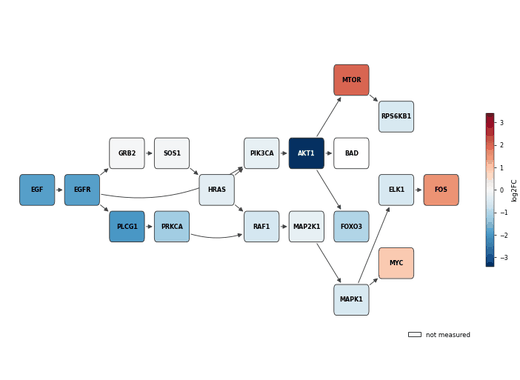 MTOR
RPS6KB1
GRB2 SOS1 PIK3CA AKT1 BAD
EGF EGFR HRAS ELK1 FOS
PLCG1 PRKCA RAF1 MAP2K1 FOXO3
MYC
MAPK1
3
2
1
0
−1
−2
−3
log2FC
not measured